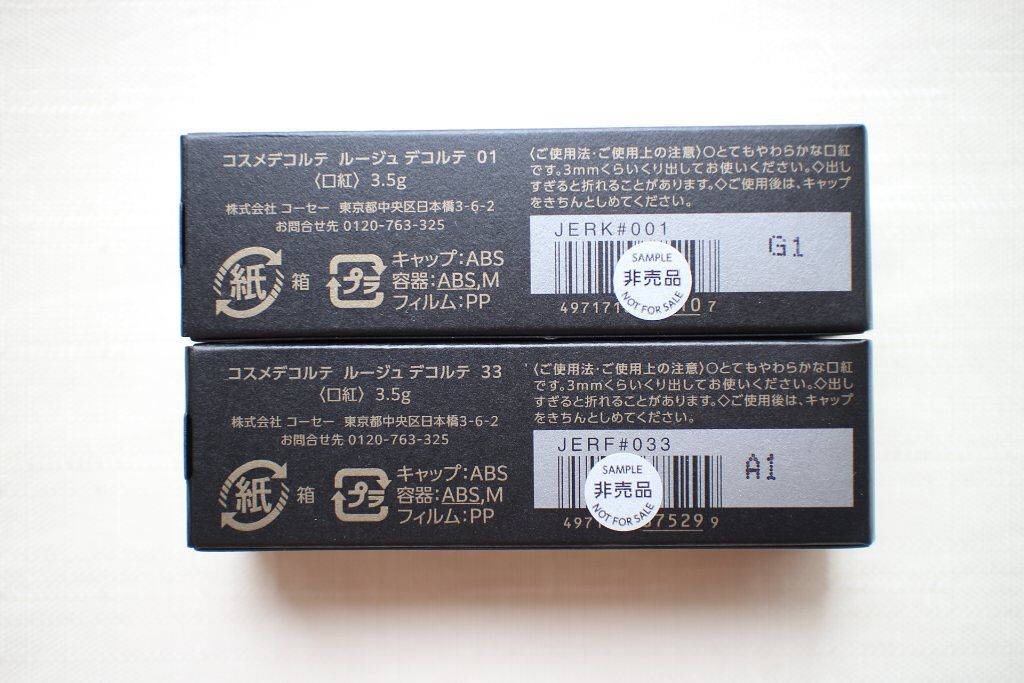 コスメデコルテ ルージュ デコルテ 01
〈口紅〉 3.5g
株式会社 コーセー 東京都中央区日本橋3-6-2
お問合せ先 0120-763-325
紙 箱
プラ
キャップ:ABS
容器:ABS,M
フィルム:PP
〈ご使用法・ご使用上の注意〉○とてもやわらかな口紅
です。3mmくらいくり出してお使いください。◇出し
すぎると折れることがあります。◇ご使用後は、キャップ
をきちんとしめてください。
JERK#001
G1
SAMPLE
非売品
NOT FOR SALE
コスメデコルテ ルージュ デコルテ 33
〈口紅〉 3.5g
株式会社 コーセー 東京都中央区日本橋3-6-2
お問合せ先 0120-763-325
紙 箱
プラ
キャップ:ABS
容器:ABS,M
フィルム:PP
〈ご使用法・ご使用上の注意〉○とてもやわらかな口紅
です。3mmくらいくり出してお使いください。◇出し
すぎると折れることがあります。◇ご使用後は、キャップ
をきちんとしめてください。
JERF#033
A1
SAMPLE
非売品
NOT FOR SALE